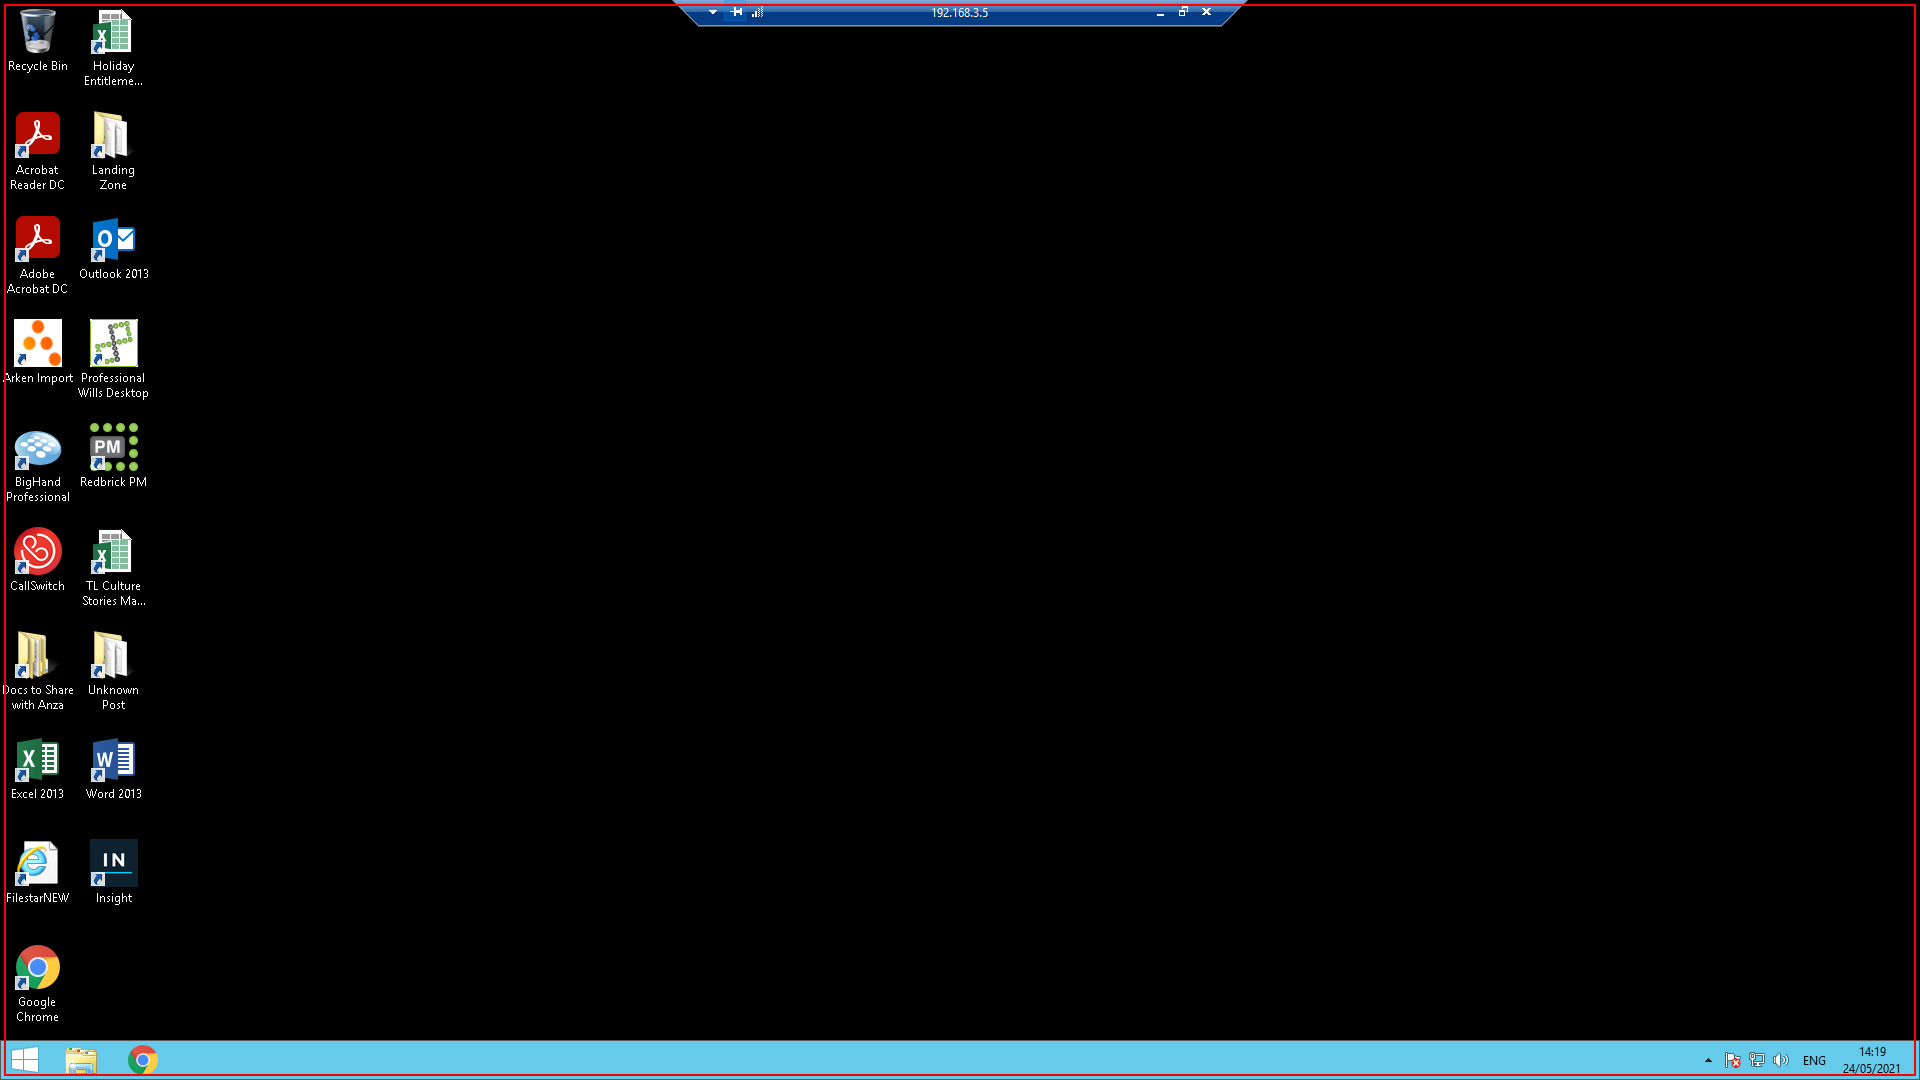 192.168.3.5
Recycle Bin
Holiday
Entitleme...
Acrobat
Reader DC
Landing
Zone
Adobe
Acrobat DC
Outlook 2013
Arken Import
Professional
Wills Desktop
BigHand
Professional
PM
Redbrick PM
CallSwitch
TL Culture
Stories Ma...
Docs to Share
with Anza
Unknown
Post
Excel 2013
Word 2013
FilestarNEW
IN
Insight
Google
Chrome
ENG
14:19
24/05/2021